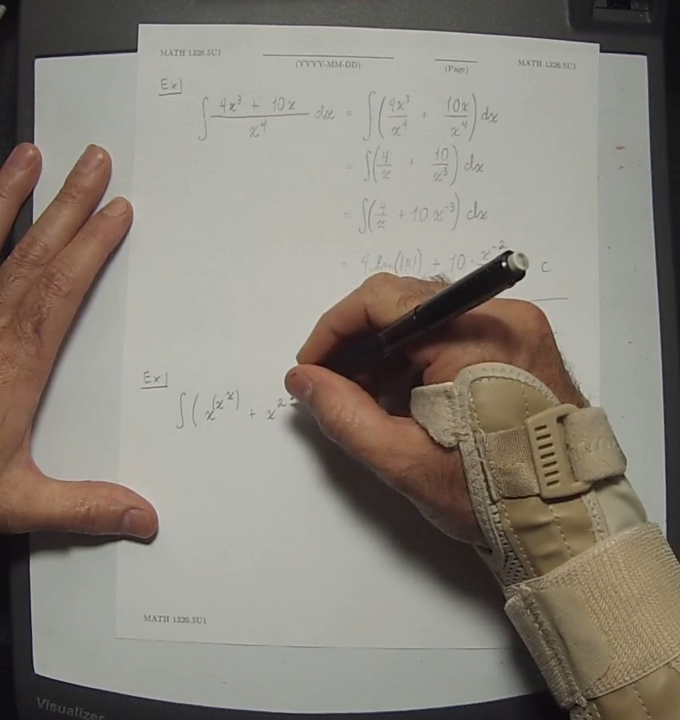 MATH 1326.5U1 (YYYY-MM-DD) (Page) MATH 1326.5U1
Ex]
∫ (4x³ + 10x)/x⁴ dx = ∫(4x³/x⁴ + 10x/x⁴) dx
= ∫(4/x + 10/x³) dx
= ∫(4/x + 10x⁻³) dx
= 4 ln(|x|) + 10 · x⁻² c
Ex]
∫( x^(x^x) + x²
MATH 1326.5U1
Visualizer